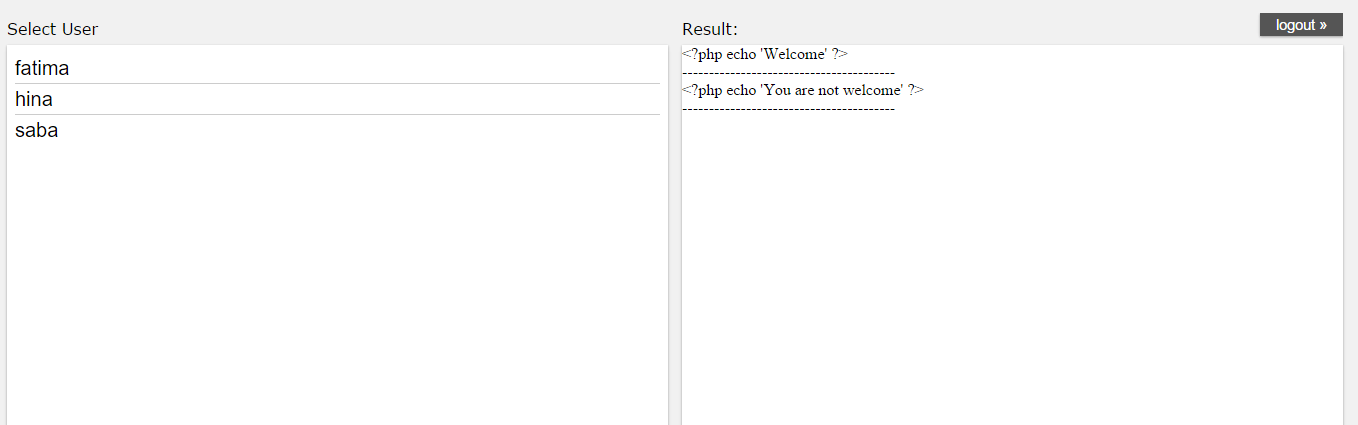 Select User
fatima
hina
saba
Result:
logout »
<?php echo 'Welcome' ?>
----------------------------------------
<?php echo 'You are not welcome' ?>
----------------------------------------